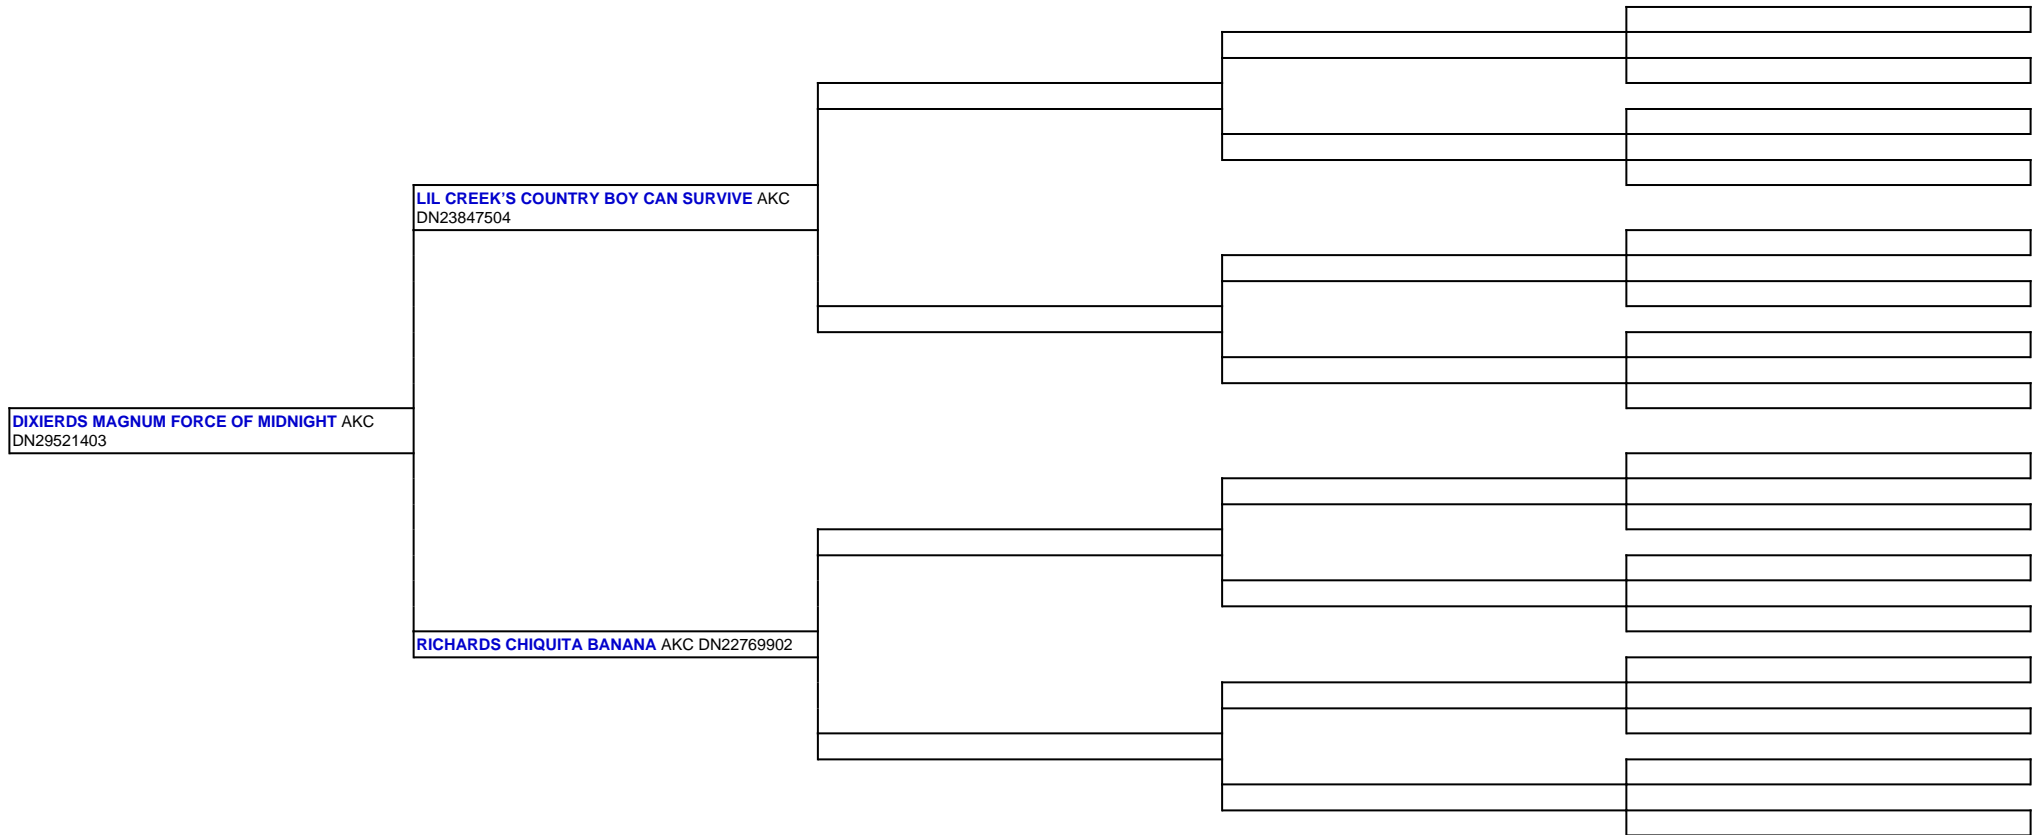 LIL CREEK'S COUNTRY BOY CAN SURVIVE AKC
DN23847504
DIXIERDS MAGNUM FORCE OF MIDNIGHT AKC
DN29521403
RICHARDS CHIQUITA BANANA AKC DN22769902